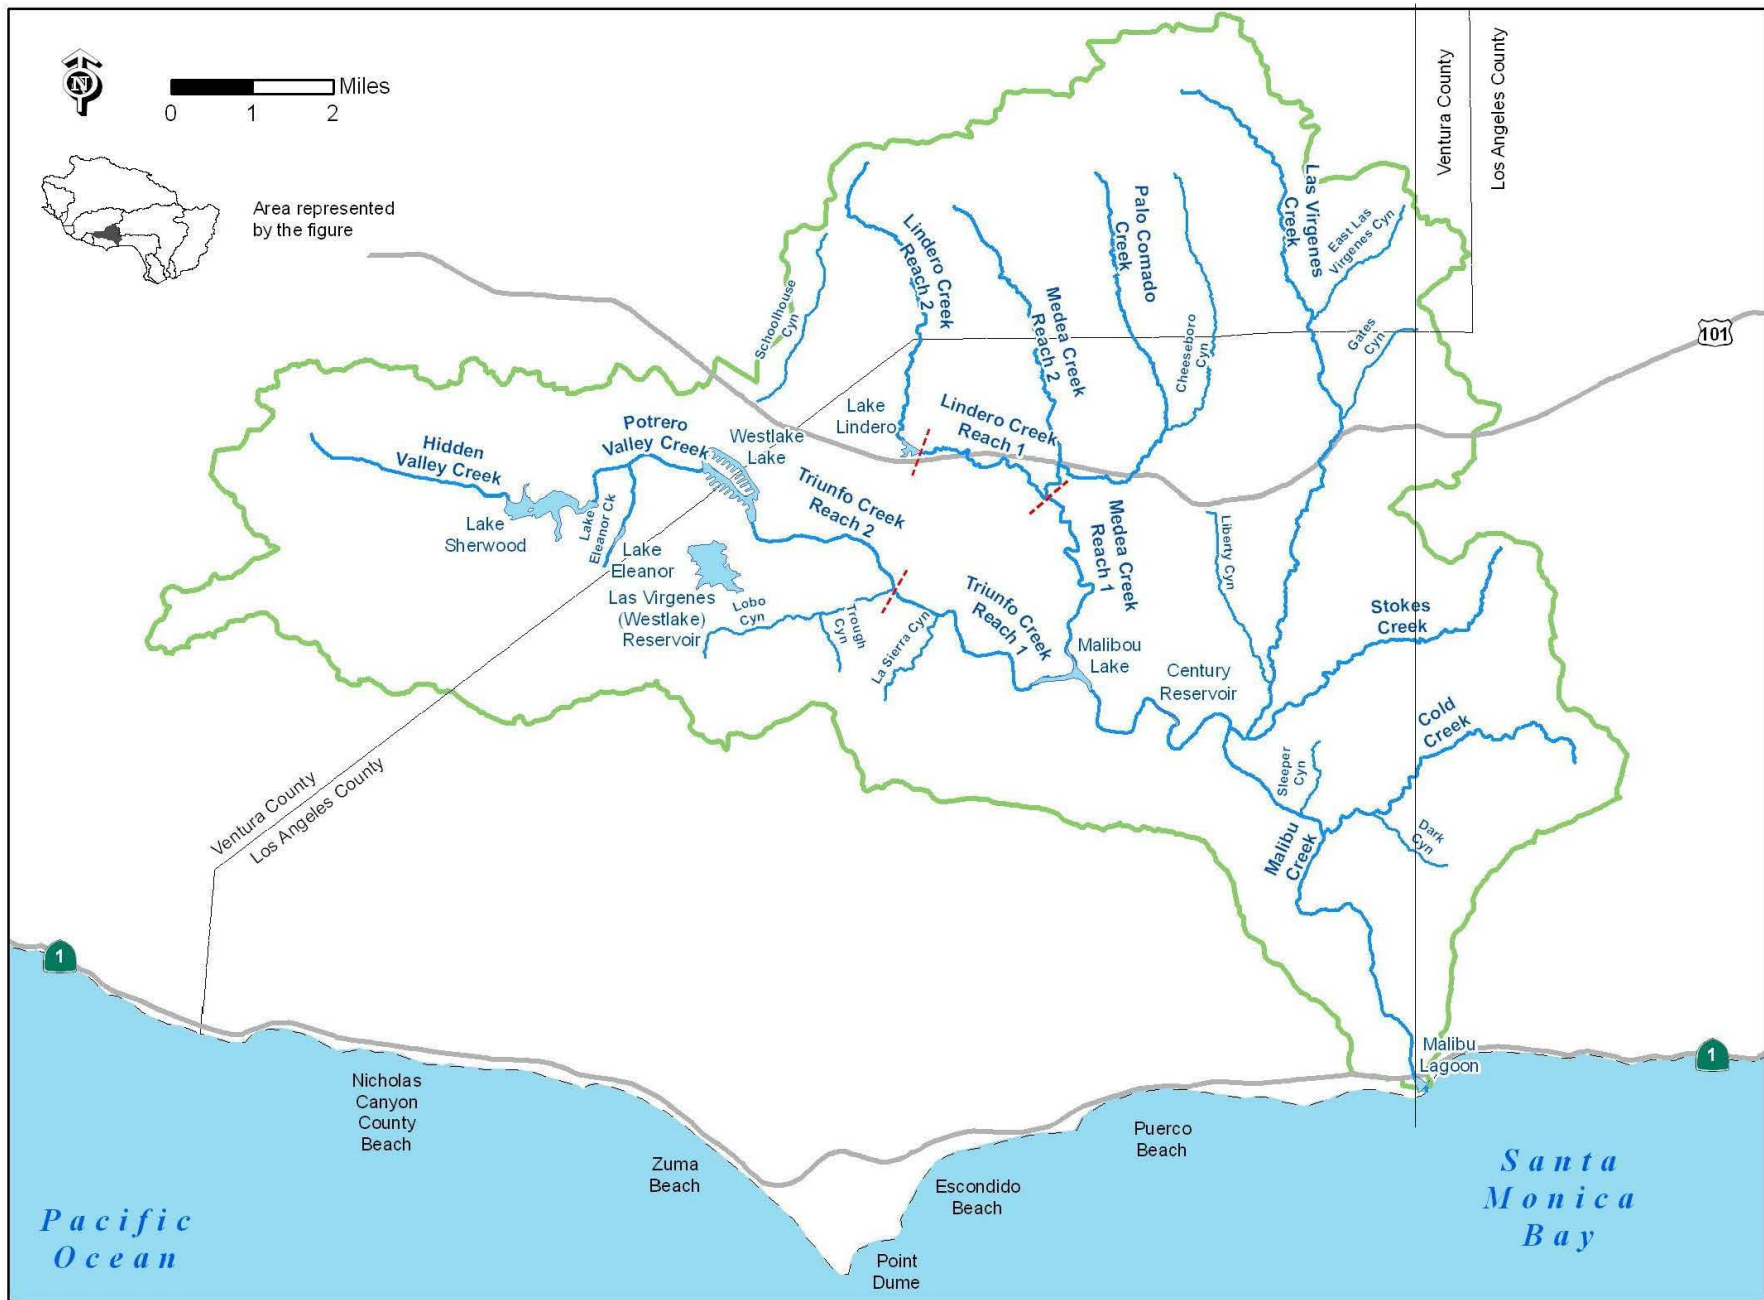 N
Miles
0 1 2
Area represented
by the figure
Ventura County
Los Angeles County
101
Las Virgenes
Creek
East Las
Virgenes Cyn
Gates
Cyn
Palo Comado
Creek
Cheeseboro
Cyn
Lindero Creek
Reach 2
Medea Creek
Reach 2
Schoolhouse
Cyn
Lake
Lindero
Lindero Creek
Reach 1
Hidden
Valley Creek
Potrero
Valley Creek
Westlake
Lake
Triunfo Creek
Reach 2
Lake
Sherwood
Lake
Eleanor Ck
Lake
Eleanor
Las Virgenes
(Westlake)
Reservoir
Lobo
Cyn
Trough
Cyn
La Sierra Cyn
Triunfo Creek
Reach 1
Medea Creek
Reach 1
Malibou
Lake
Liberty Cyn
Century
Reservoir
Stokes
Creek
Cold
Creek
Sleeper
Cyn
Dark
Cyn
Malibu
Creek
Ventura County
Los Angeles County
1
Malibu
Lagoon
1
Nicholas
Canyon
County
Beach
Zuma
Beach
Escondido
Beach
Puerco
Beach
Point
Dume
Pacific
Ocean
Santa
Monica
Bay